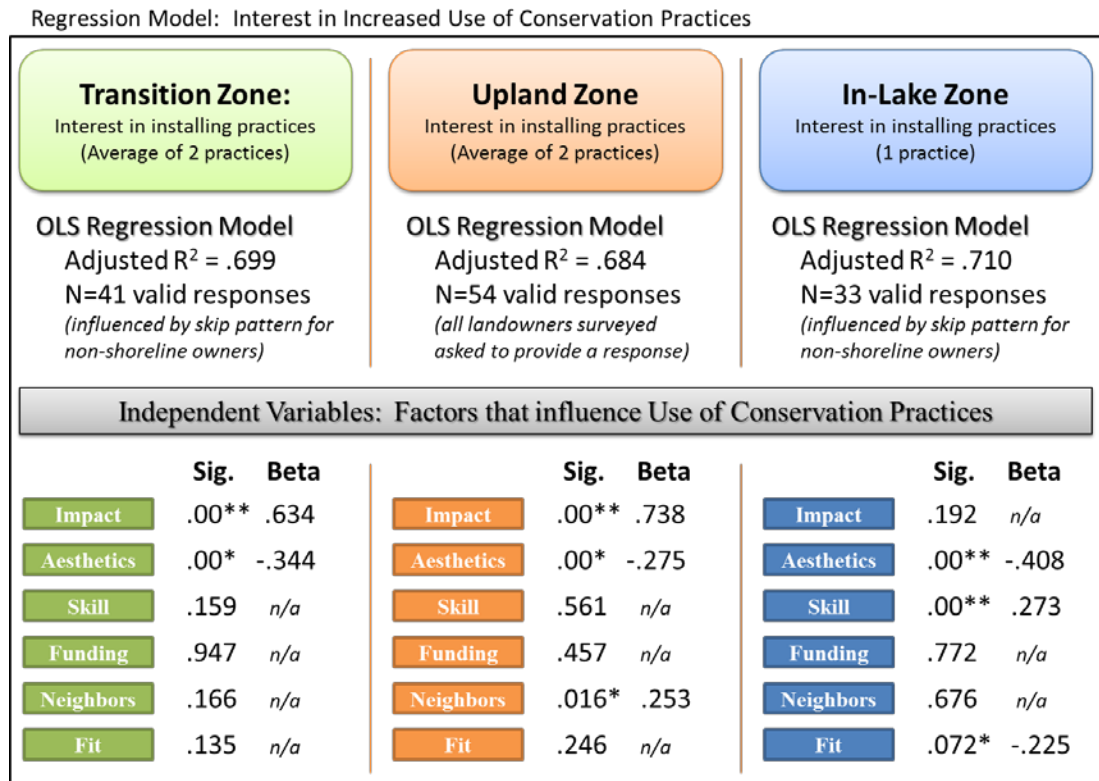 Regression Model: Interest in Increased Use of Conservation Practices
Transition Zone:
Interest in installing practices
(Average of 2 practices)
Upland Zone
Interest in installing practices
(Average of 2 practices)
In-Lake Zone
Interest in installing practices
(1 practice)
OLS Regression Model
Adjusted R² = .699
N=41 valid responses
(influenced by skip pattern for
non-shoreline owners)
OLS Regression Model
Adjusted R² = .684
N=54 valid responses
(all landowners surveyed
asked to provide a response)
OLS Regression Model
Adjusted R² = .710
N=33 valid responses
(influenced by skip pattern for
non-shoreline owners)
Independent Variables: Factors that influence Use of Conservation Practices
Sig. Beta
Impact .00** .634
Aesthetics .00* -.344
Skill .159 n/a
Funding .947 n/a
Neighbors .166 n/a
Fit .135 n/a
Sig. Beta
Impact .00** .738
Aesthetics .00* -.275
Skill .561 n/a
Funding .457 n/a
Neighbors .016* .253
Fit .246 n/a
Sig. Beta
Impact .192 n/a
Aesthetics .00** -.408
Skill .00** .273
Funding .772 n/a
Neighbors .676 n/a
Fit .072* -.225